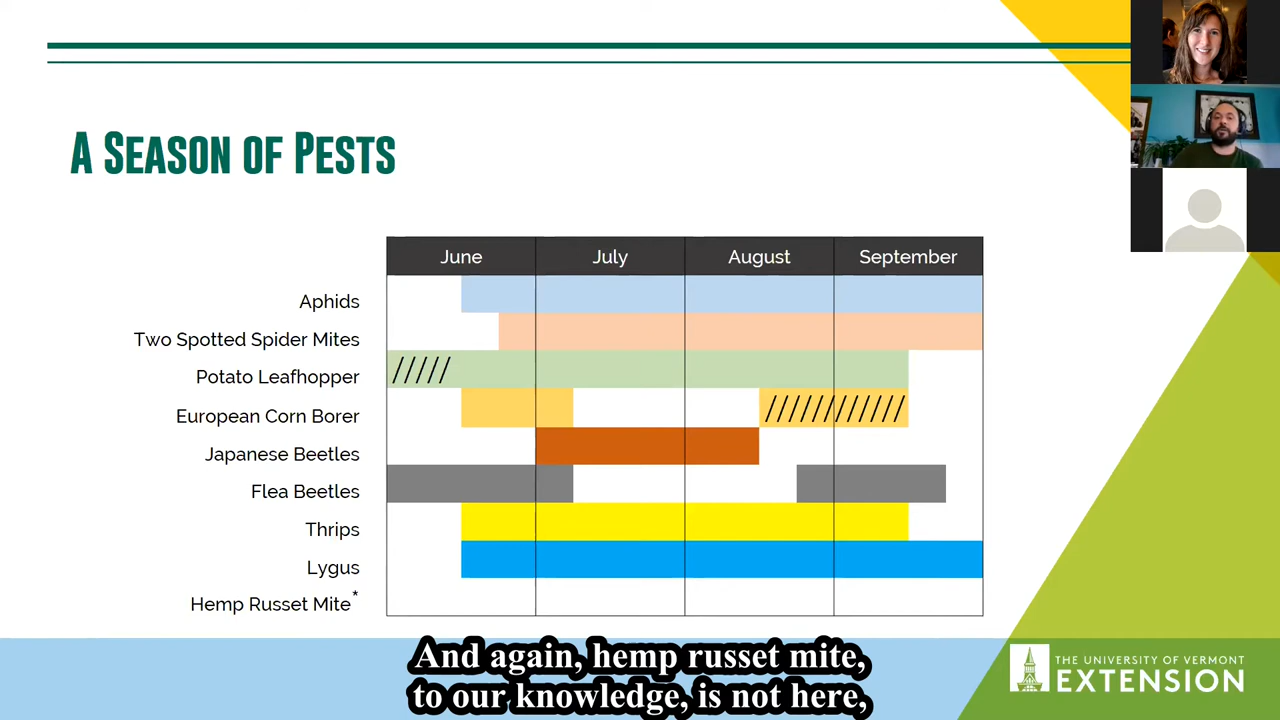 A Season of Pests
June July August September
Aphids
Two Spotted Spider Mites
Potato Leafhopper
European Corn Borer
Japanese Beetles
Flea Beetles
Thrips
Lygus
Hemp Russet Mite*
And again, hemp russet mite,
to our knowledge, is not here,
THE UNIVERSITY OF VERMONT
EXTENSION